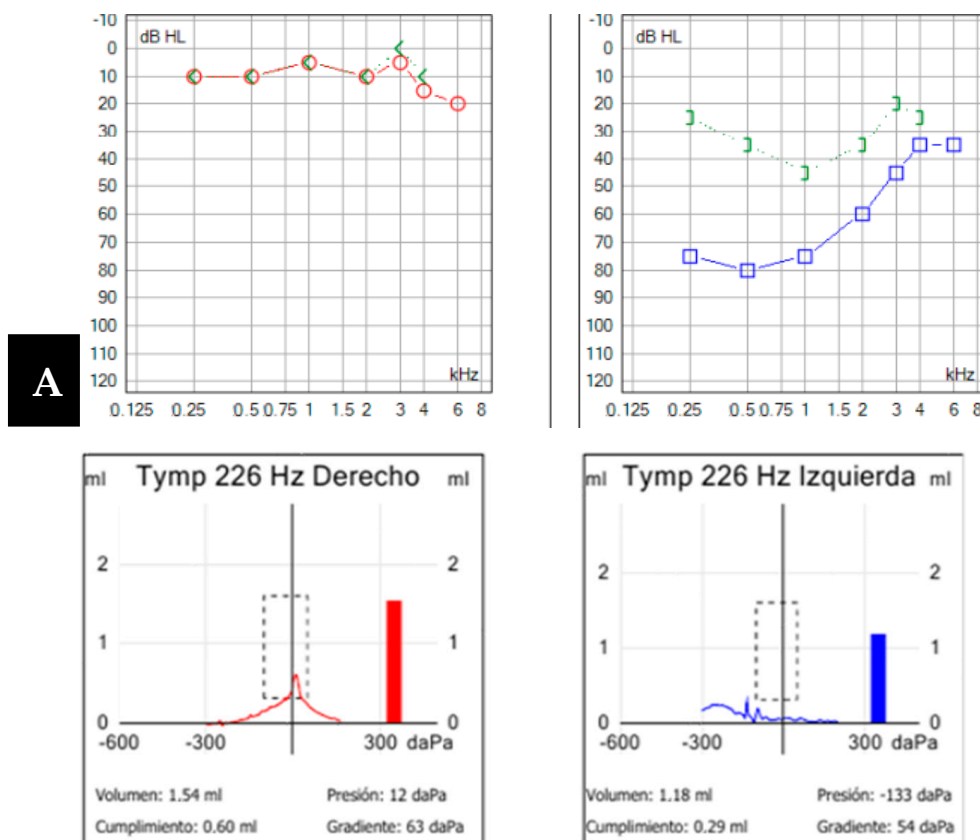 -10
0
10
20
30
40
50
60
70
80
90
100
110
120
dB HL
kHz
0.125 0.25 0.5 0.75 1 1.5 2 3 4 6 8
-10
0
10
20
30
40
50
60
70
80
90
100
110
120
dB HL
kHz
0.125 0.25 0.5 0.75 1 1.5 2 3 4 6 8
A
ml Tymp 226 Hz Derecho ml
2 2
1 1
0 0
-600 -300 300 daPa
Volumen: 1.54 ml Presión: 12 daPa
Cumplimiento: 0.60 ml Gradiente: 63 daPa
ml Tymp 226 Hz Izquierda ml
2 2
1 1
0 0
-600 -300 300 daPa
Volumen: 1.18 ml Presión: -133 daPa
Cumplimiento: 0.29 ml Gradiente: 54 daPa